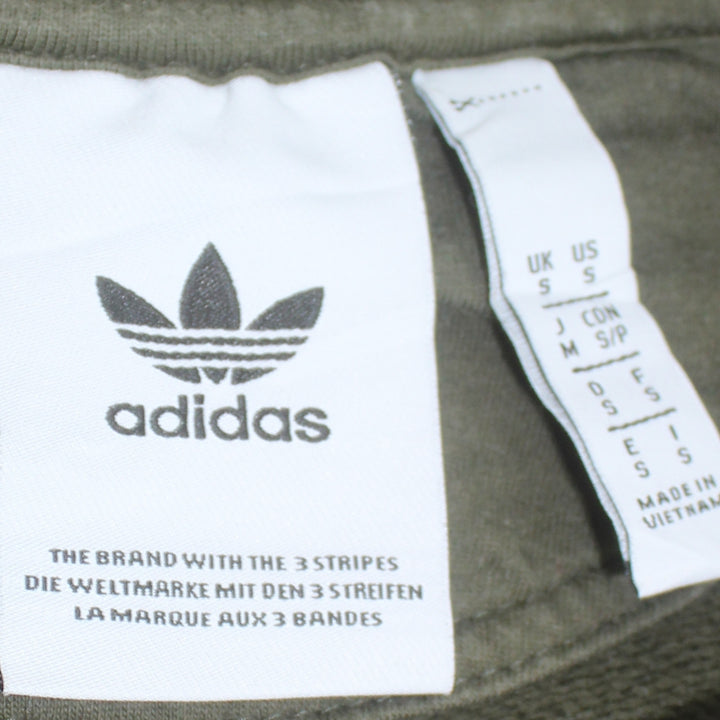 adidas
THE BRAND WITH THE 3 STRIPES
DIE WELTMARKE MIT DEN 3 STREIFEN
LA MARQUE AUX 3 BANDES
UK US
S S
J CDN
M S/P
D F
S S
E I
S S
MADE IN
VIETNAM